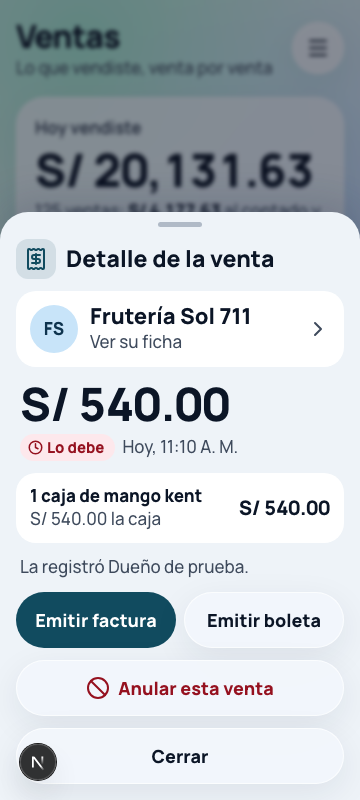 Ventas
Lo que vendiste, venta por venta
Hoy vendiste
S/ 20,131.63
Detalle de la venta
FS
Frutería Sol 711
Ver su ficha
S/ 540.00
Lo debe
Hoy, 11:10 A. M.
1 caja de mango kent
S/ 540.00 la caja
S/ 540.00
La registró Dueño de prueba.
Emitir factura
Emitir boleta
Anular esta venta
Cerrar
N